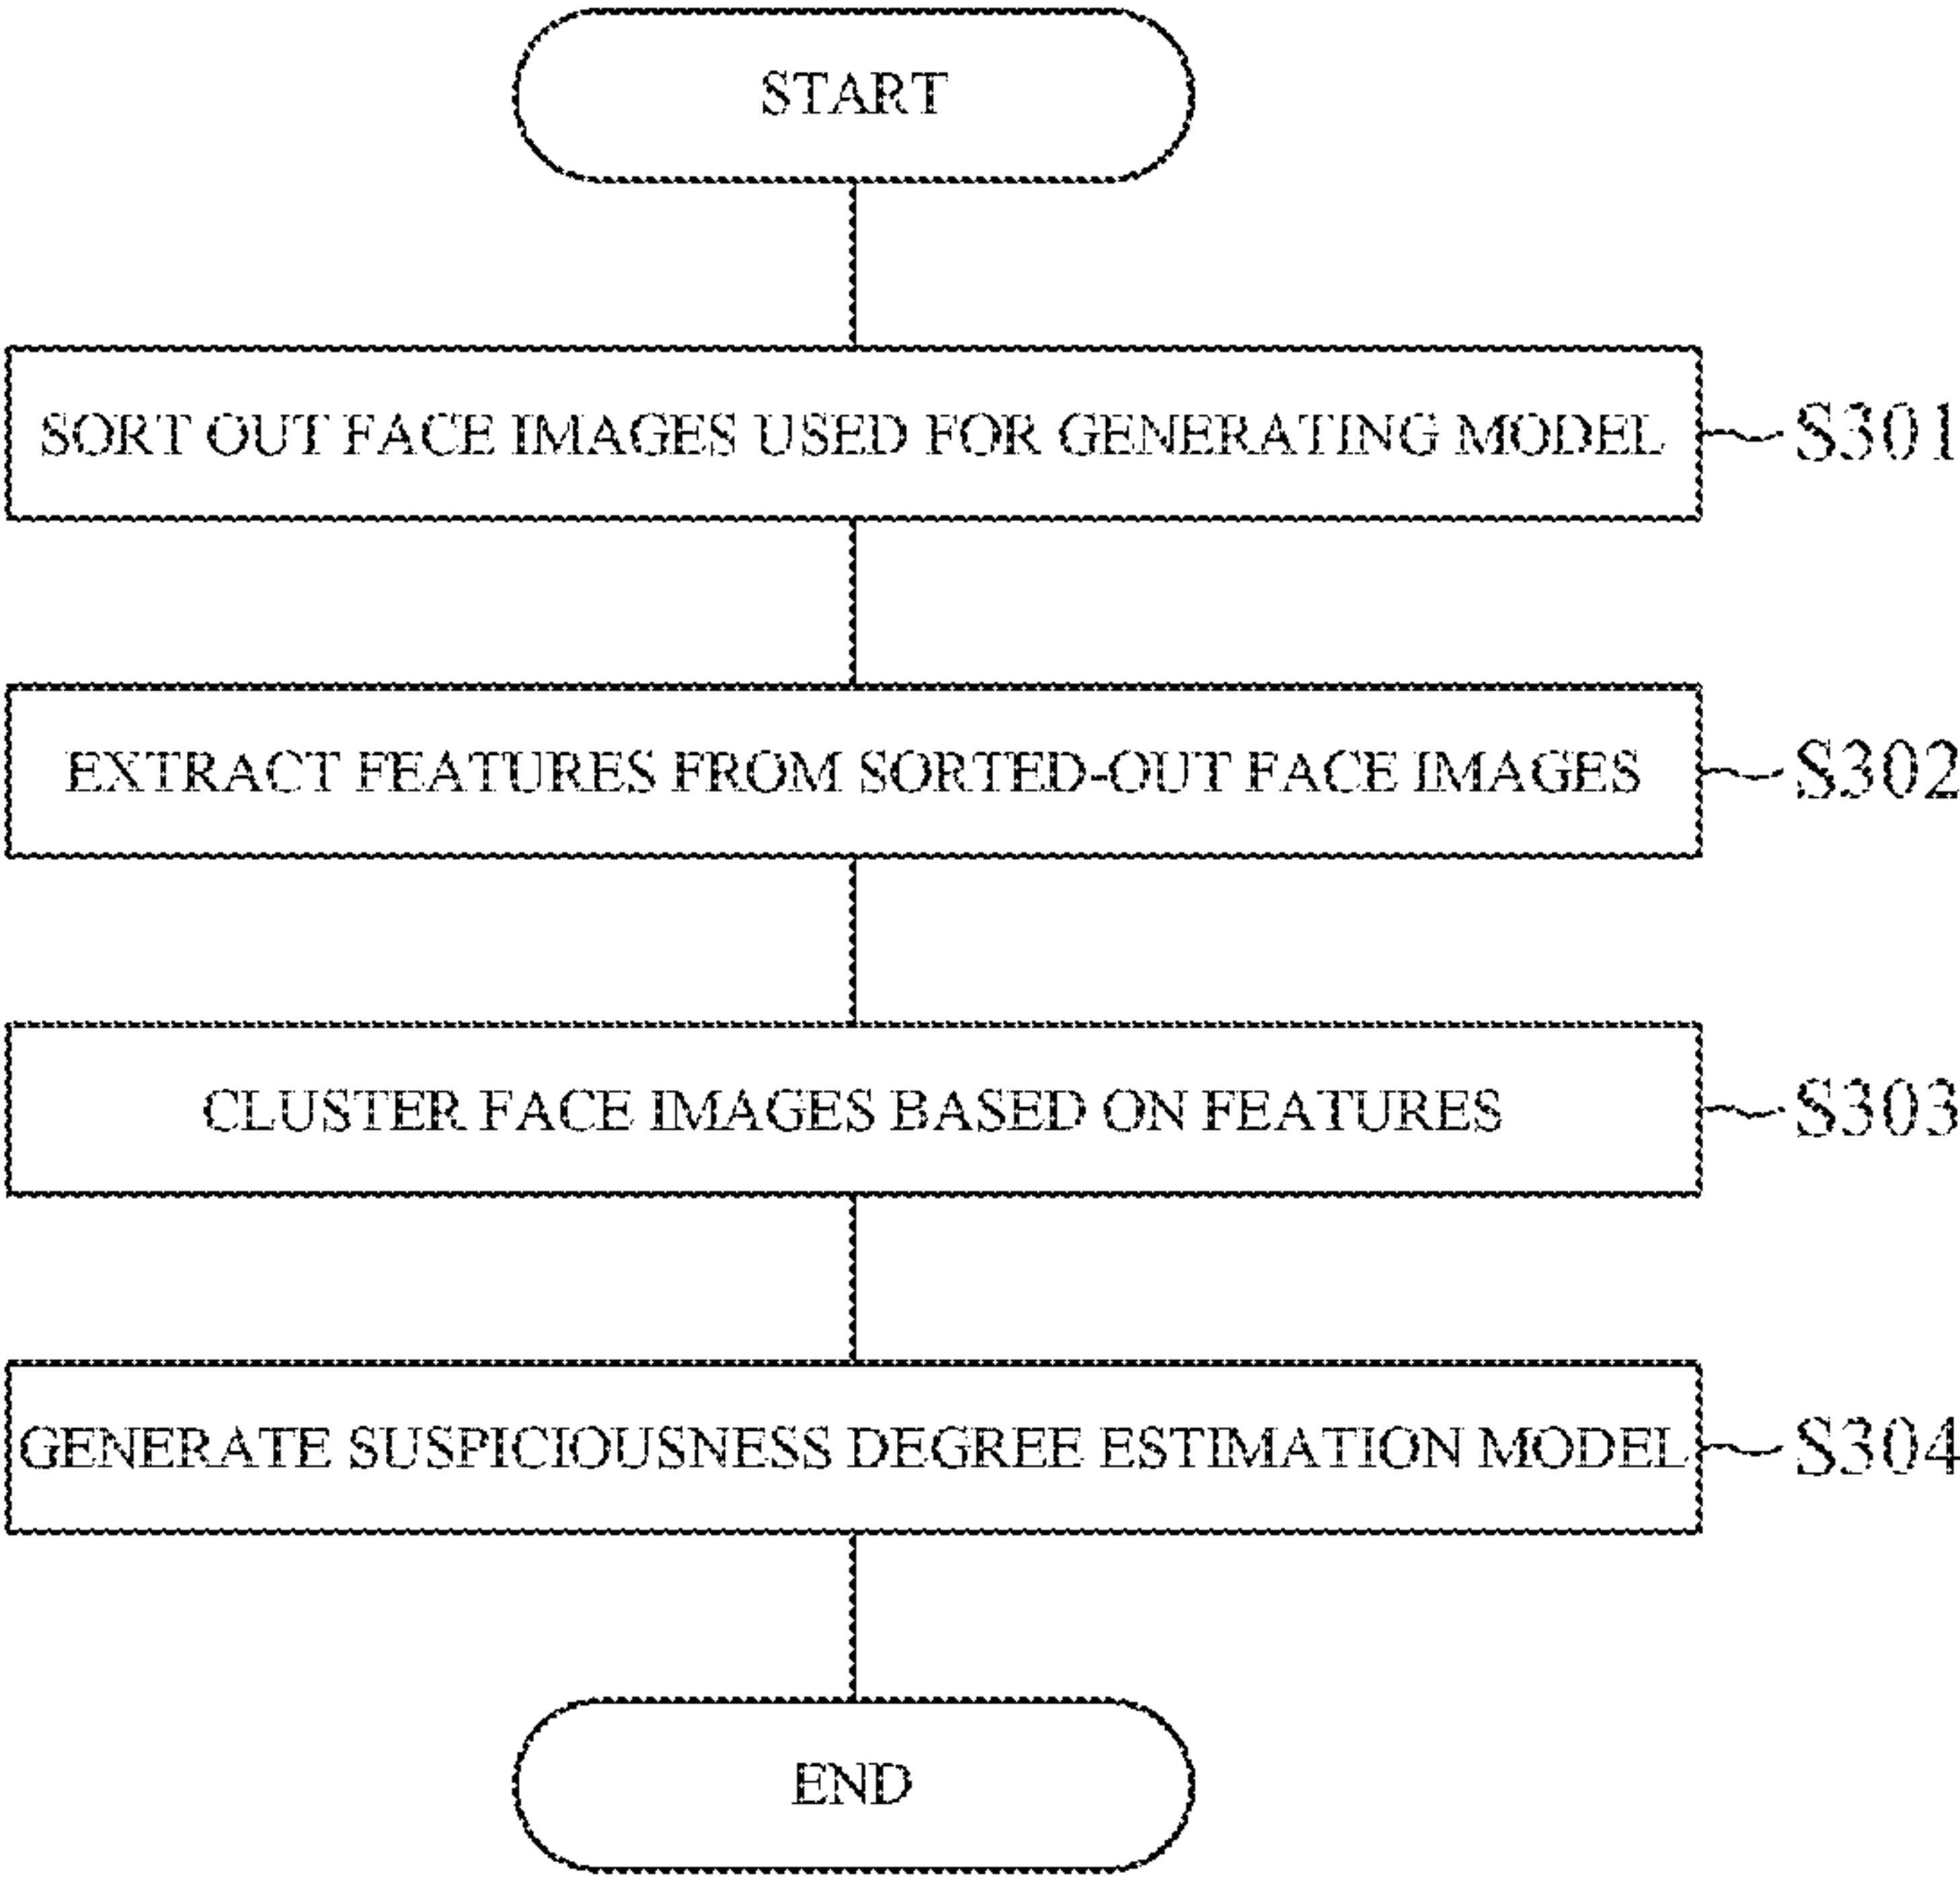 START
SORT OUT FACE IMAGES USED FOR GENERATING MODEL
S301
EXTRACT FEATURES FROM SORTED-OUT FACE IMAGES
S302
CLUSTER FACE IMAGES BASED ON FEATURES
S303
GENERATE SUSPICIOUSNESS DEGREE ESTIMATION MODEL
S304
END